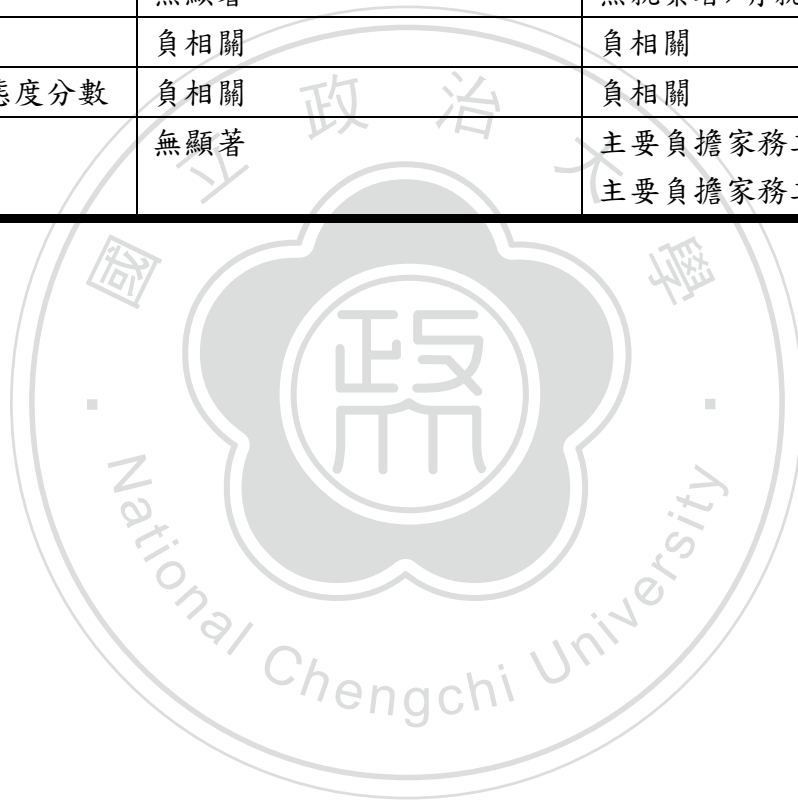 無顯著
負相關 負相關
態度分數 負相關 負相關
無顯著 主要負擔家務
主要負擔家務
國立政治大學
政
National Chengchi University